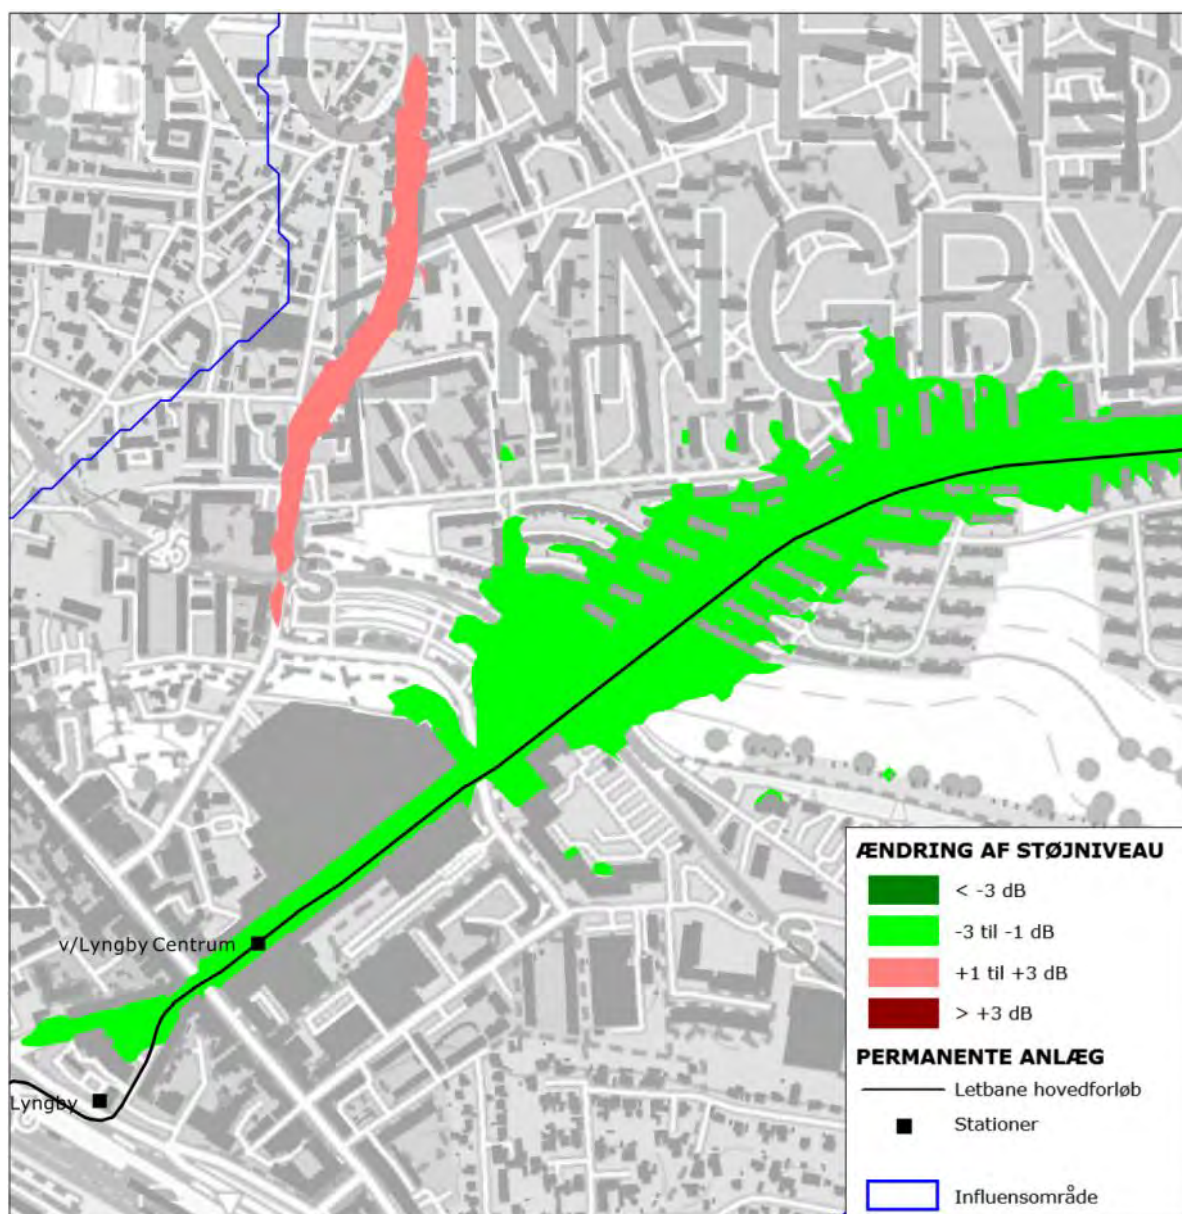 KONGENS
LYNGBY
S
v/Lyngby Centrum
Lyngby
S
ÆNDRING AF STØJNIVEAU
< -3 dB
-3 til -1 dB
+1 til +3 dB
> +3 dB
PERMANENTE ANLÆG
Letbane hovedforløb
Stationer
Influensområde